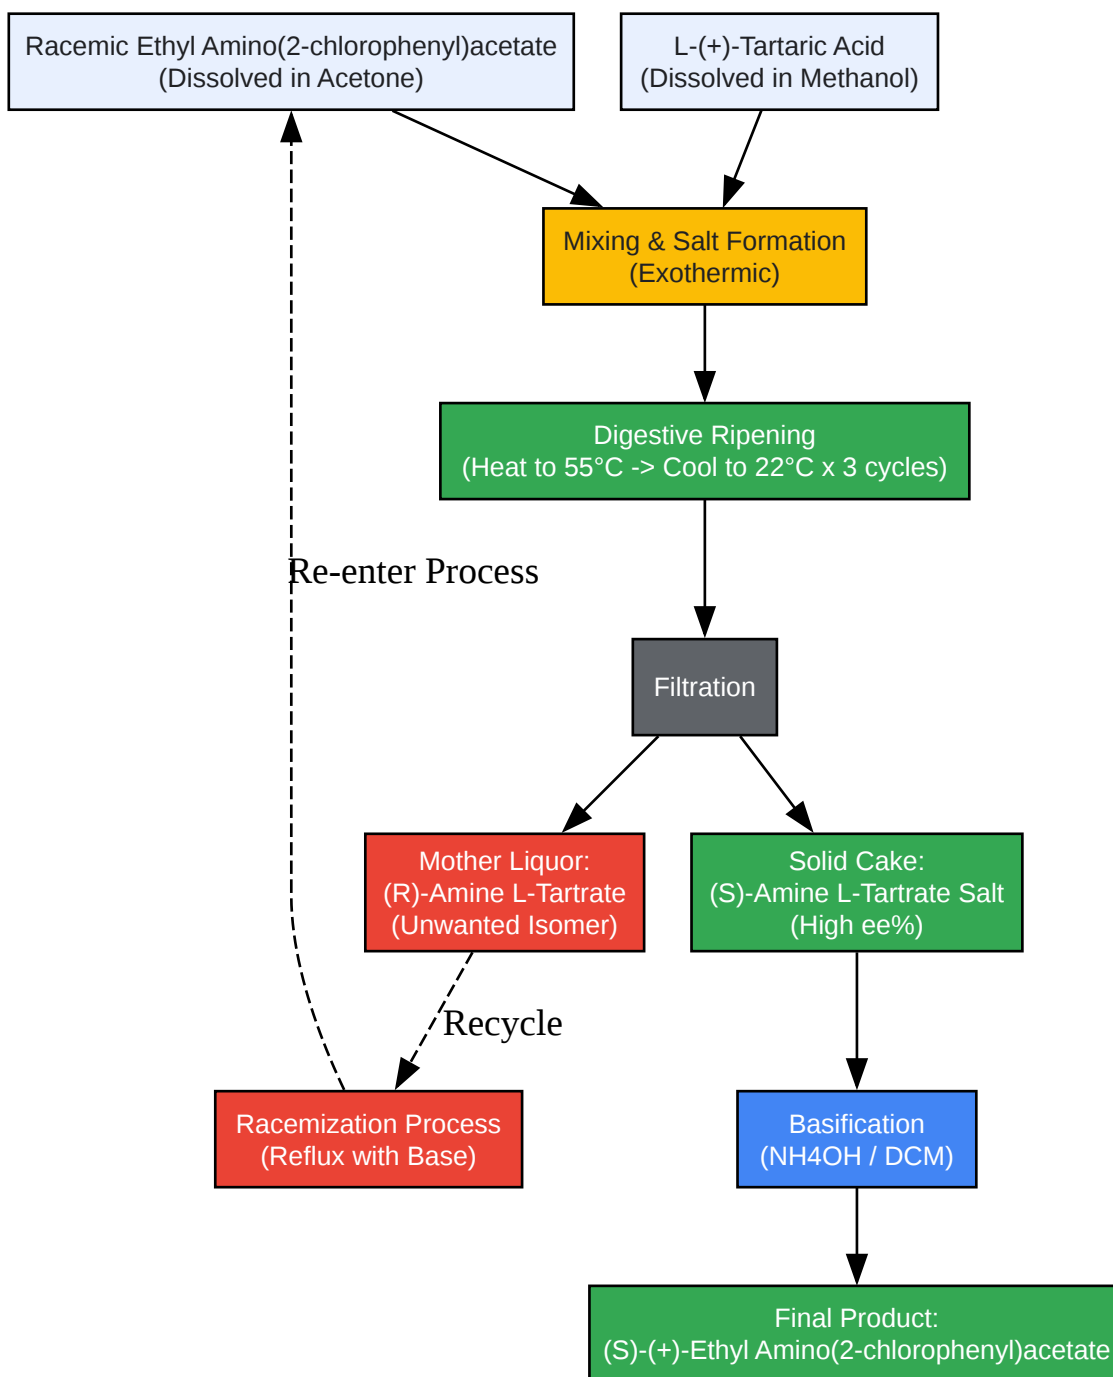 Racemic Ethyl Amino(2-chlorophenyl)acetate
(Dissolved in Acetone)
L-(+)-Tartaric Acid
(Dissolved in Methanol)
Mixing & Salt Formation
(Exothermic)
Digestive Ripening
(Heat to 55°C -> Cool to 22°C x 3 cycles)
Re-enter Process
Filtration
Mother Liquor:
(R)-Amine L-Tartrate
(Unwanted Isomer)
Solid Cake:
(S)-Amine L-Tartrate Salt
(High ee%)
Recycle
Racemization Process
(Reflux with Base)
Basification
(NH4OH / DCM)
Final Product:
(S)-(+)-Ethyl Amino(2-chlorophenyl)acetate